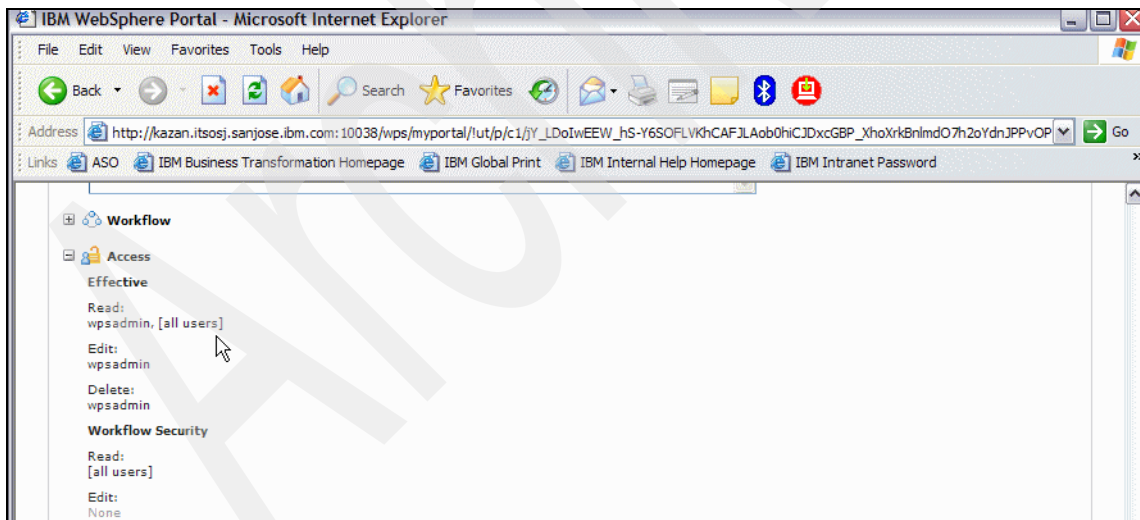 IBM WebSphere Portal - Microsoft Internet Explorer
File Edit View Favorites Tools Help
Back Search Favorites
Address http://kazan.itsosj.sanjose.ibm.com:10038/wps/myportal/!ut/p/c1/jY_LDoIwEEW_hS-Y6SOFLVKhCAFJLAob0hiCJDxcGBP_XhoXrkBnlmdO7h2oYdnJPPvOP Go
Links ASO IBM Business Transformation Homepage IBM Global Print IBM Internal Help Homepage IBM Intranet Password »
Workflow
Access
Effective
Read:
wpsadmin, [all users]
Edit:
wpsadmin
Delete:
wpsadmin
Workflow Security
Read:
[all users]
Edit:
None